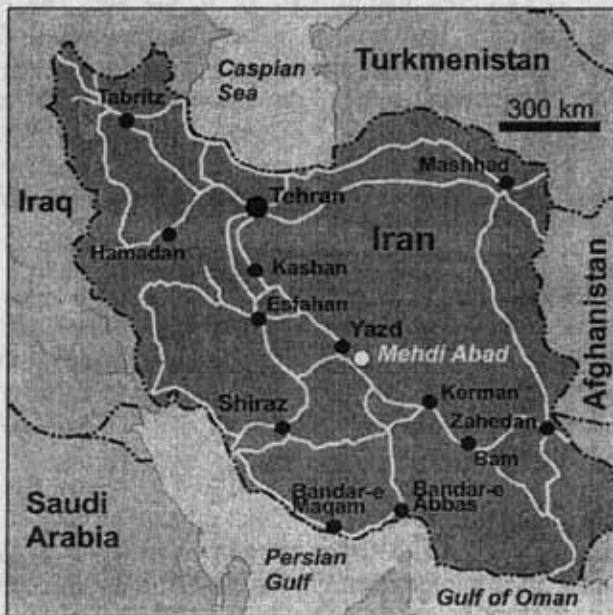 Turkmenistan
Caspian
Sea
Tabritz
300 km
Mashhad
Iraq
Tehran
Iran
Hamadan
Kasban
Esfahan
Yazd
Mehdi Abad
Afghanistan
Kerman
Shiraz
Zahedan
Bam
Saudi
Arabia
Bandar-e
Maqam
Bandar-e
Abbas
Persian
Gulf
Gulf of Oman